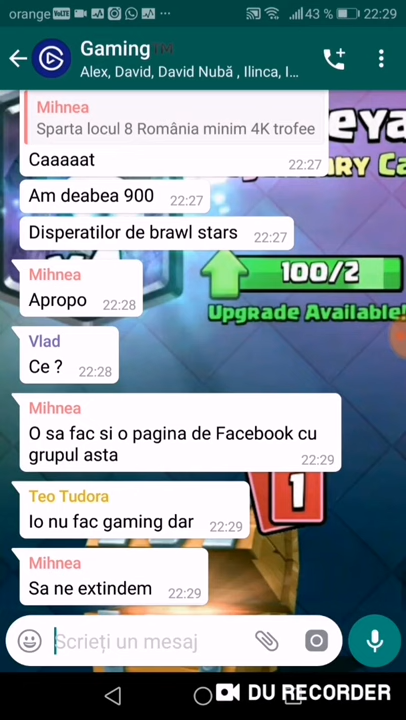 orange VoLTE 43 % 22:29
Gaming
Alex, David, David Nubă , Ilinca, I...
Mihnea
Sparta locul 8 România minim 4K trofee
Caaaaat
22:27
Am deabea 900
22:27
Disperatilor de brawl stars
22:27
Mihnea
Apropo
22:28
100/2
Upgrade Available!
Vlad
Ce ?
22:28
Mihnea
O sa fac si o pagina de Facebook cu
grupul asta
22:29
Teo Tudora
Io nu fac gaming dar
22:29
1
Mihnea
Sa ne extindem
22:29
Scrieți un mesaj
DU RECORDER